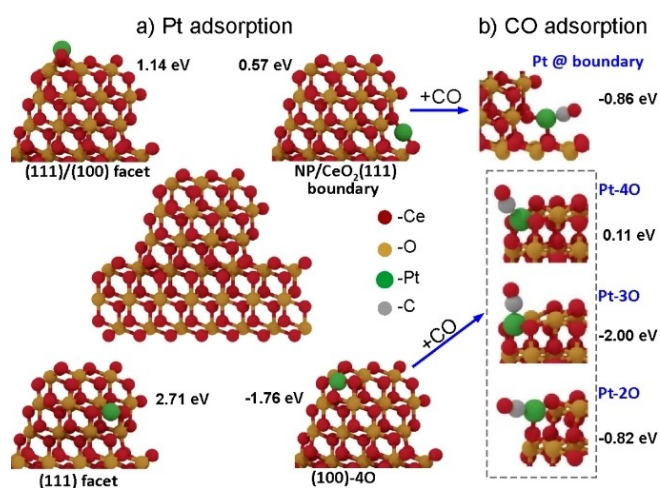 a) Pt adsorption
b) CO adsorption
1.14 eV
0.57 eV
(111)/(100) facet
NP/CeO₂(111)
boundary
+CO
Pt @ boundary
-0.86 eV
-Ce
-O
-Pt
-C
Pt-4O
0.11 eV
Pt-3O
-2.00 eV
Pt-2O
-0.82 eV
+CO
2.71 eV
-1.76 eV
(111) facet
(100)-4O